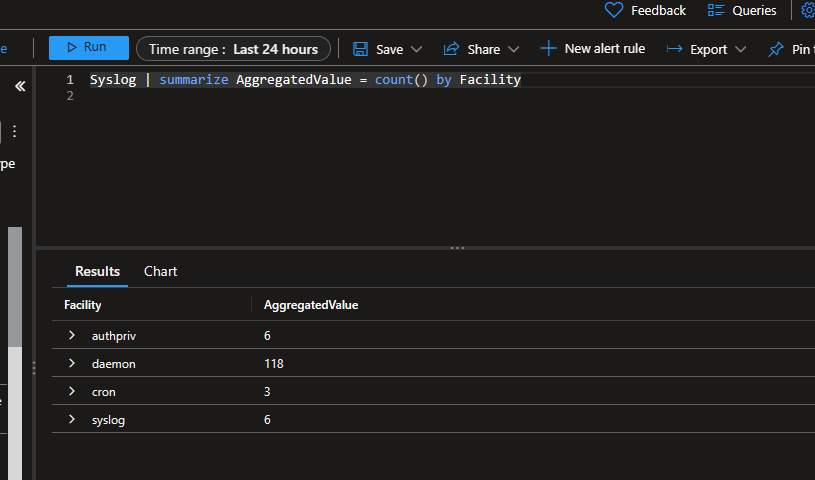 Feedback Queries
e Run Time range : Last 24 hours Save Share New alert rule Export Pin t
1 Syslog | summarize AggregatedValue = count() by Facility
2
pe
Results Chart
Facility AggregatedValue
authpriv 6
daemon 118
cron 3
syslog 6
e